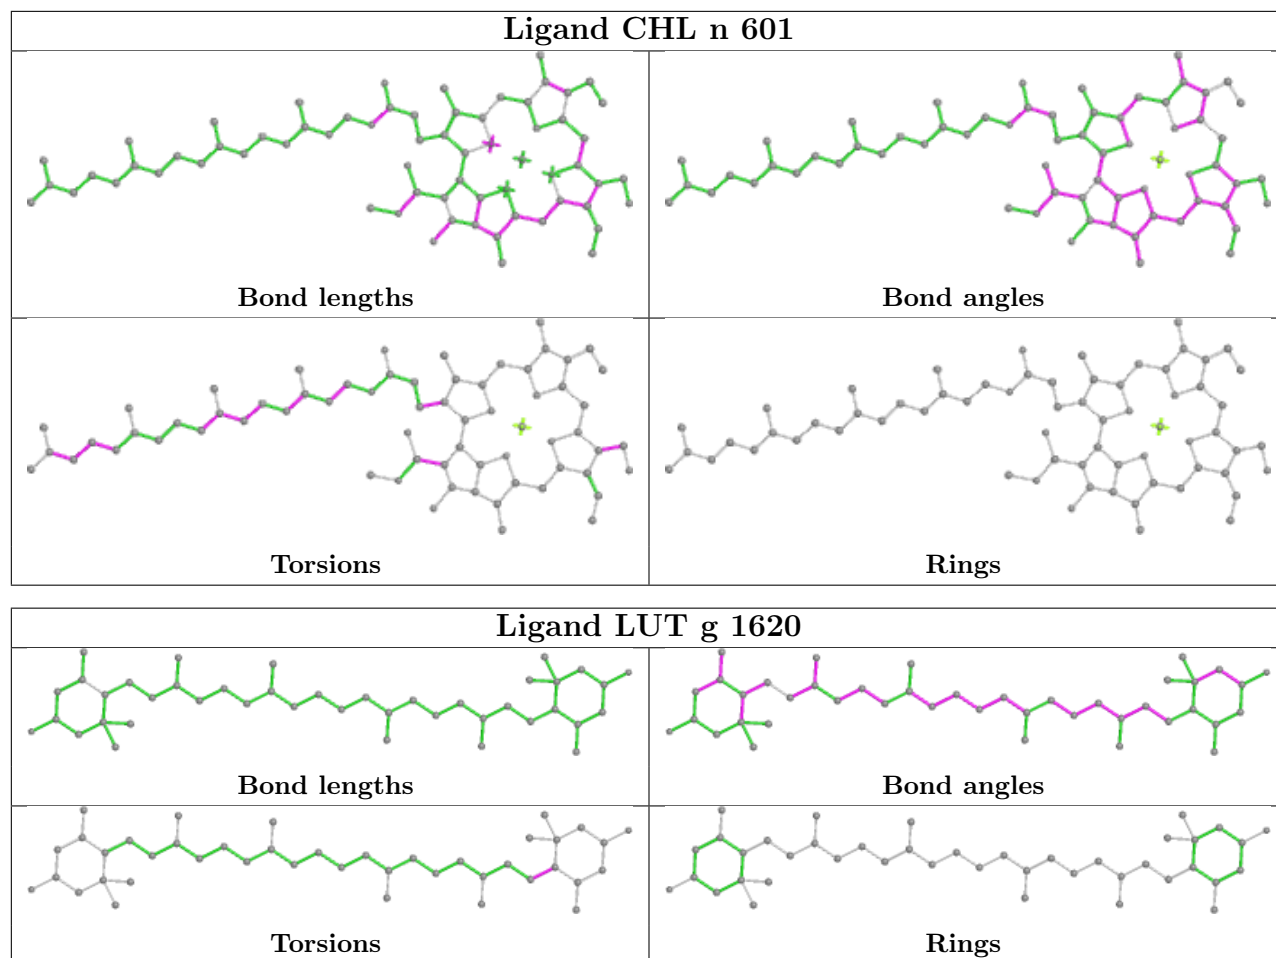 Ligand CHL n 601
Bond lengths
Bond angles
Torsions
Rings
Ligand LUT g 1620
Bond lengths
Bond angles
Torsions
Rings